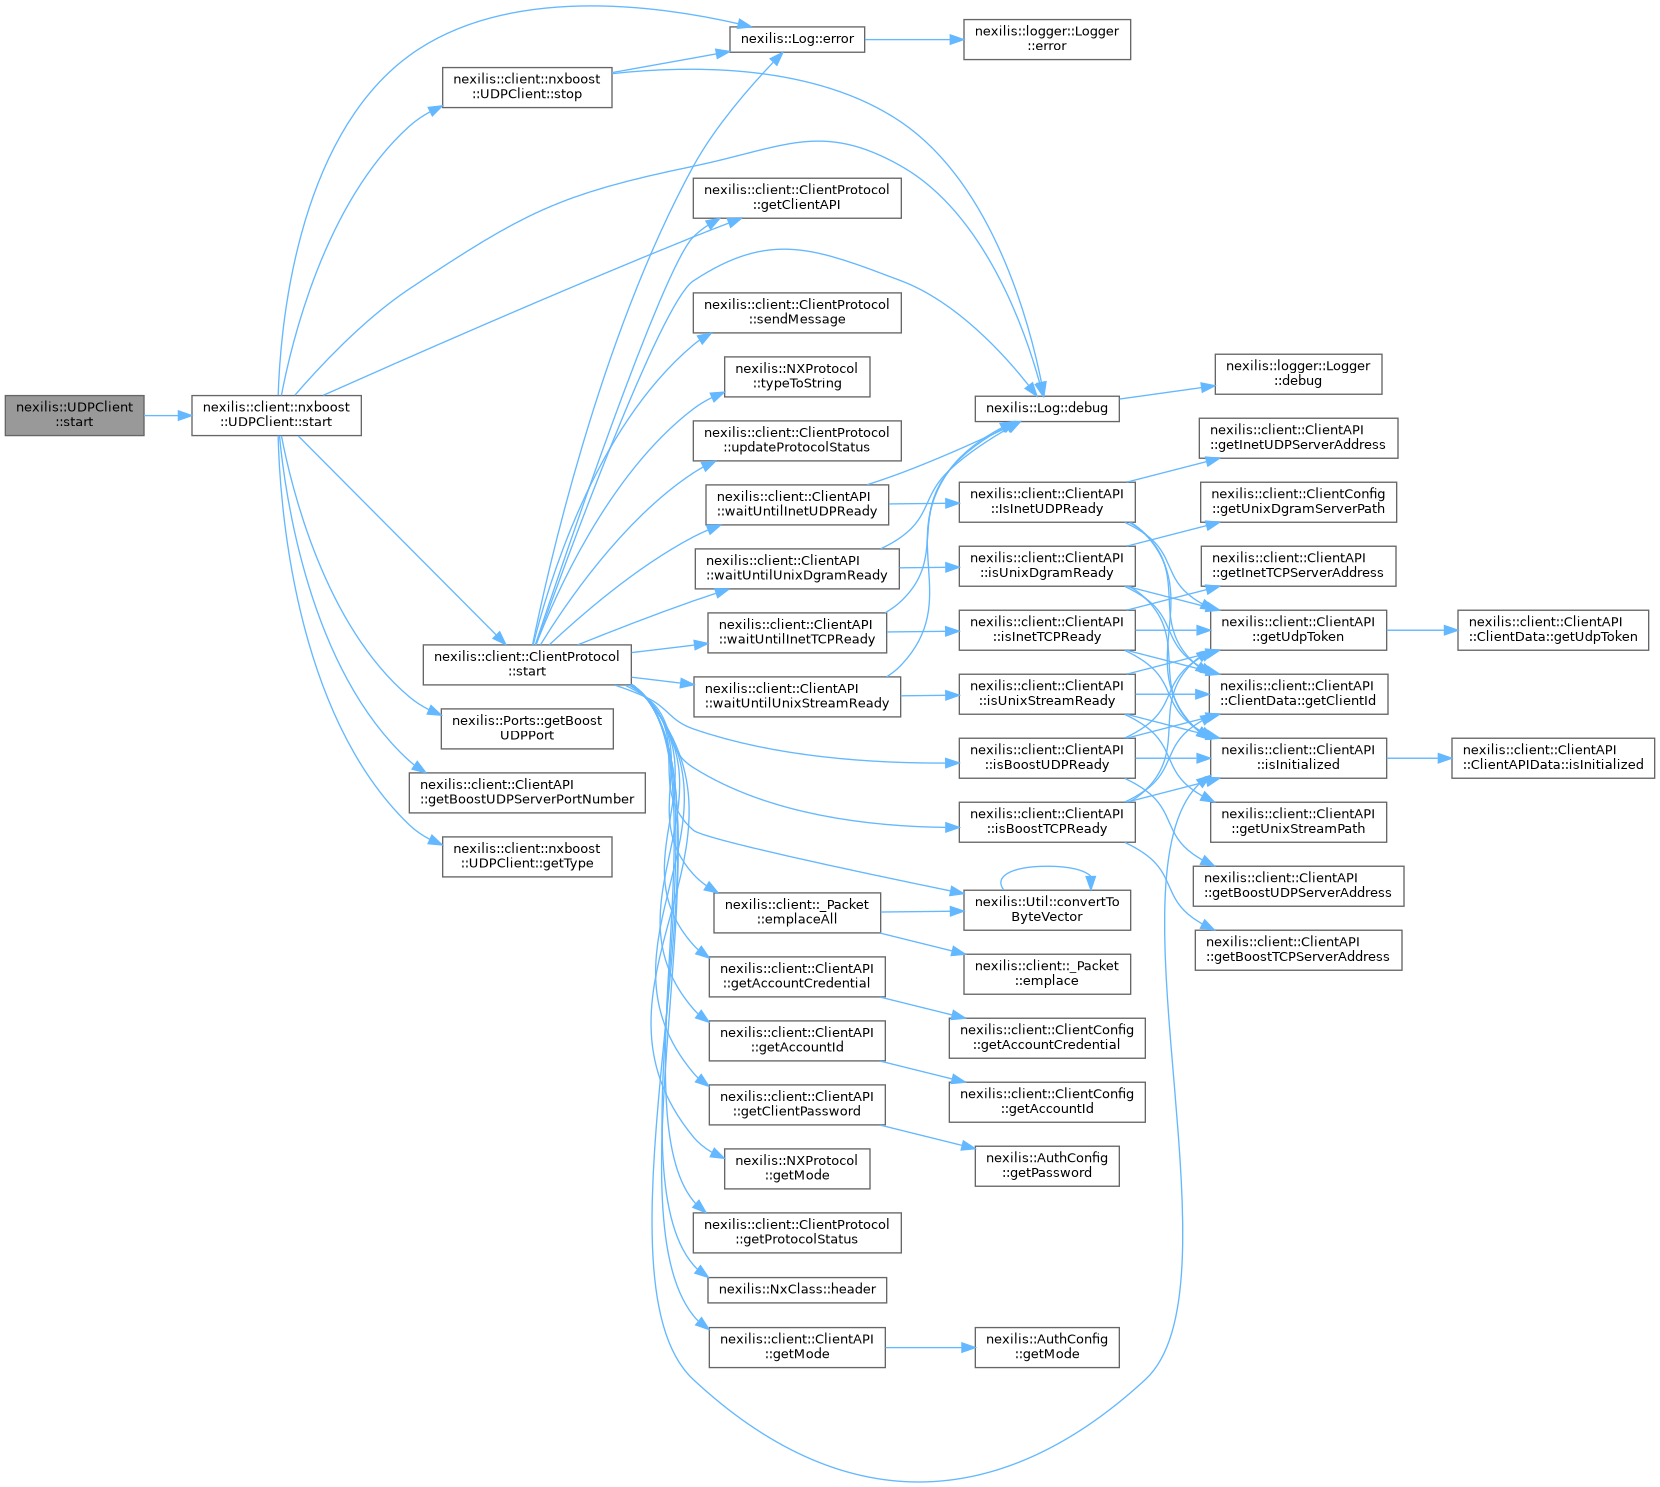 nexilis::UDPClient
::start
nexilis::client::nxboost
::UDPClient::start
nexilis::client::nxboost
::UDPClient::stop
nexilis::client::ClientProtocol
::start
nexilis::Ports::getBoost
UDPPort
nexilis::client::ClientAPI
::getBoostUDPServerPortNumber
nexilis::client::nxboost
::UDPClient::getType
nexilis::Log::error
nexilis::client::ClientProtocol
::getClientAPI
nexilis::client::ClientProtocol
::sendMessage
nexilis::NXProtocol
::typeToString
nexilis::client::ClientProtocol
::updateProtocolStatus
nexilis::client::ClientAPI
::waitUntilInetUDPReady
nexilis::client::ClientAPI
::waitUntilUnixDgramReady
nexilis::client::ClientAPI
::waitUntilInetTCPReady
nexilis::client::ClientAPI
::waitUntilUnixStreamReady
nexilis::client::_Packet
::emplaceAll
nexilis::client::ClientAPI
::getAccountCredential
nexilis::client::ClientAPI
::getAccountId
nexilis::client::ClientAPI
::getClientPassword
nexilis::NXProtocol
::getMode
nexilis::client::ClientProtocol
::getProtocolStatus
nexilis::NxClass::header
nexilis::client::ClientAPI
::getMode
nexilis::logger::Logger
::error
nexilis::Log::debug
nexilis::client::ClientAPI
::IsInetUDPReady
nexilis::client::ClientAPI
::isUnixDgramReady
nexilis::client::ClientAPI
::isInetTCPReady
nexilis::client::ClientAPI
::isUnixStreamReady
nexilis::client::ClientAPI
::isBoostUDPReady
nexilis::client::ClientAPI
::isBoostTCPReady
nexilis::Util::convertTo
ByteVector
nexilis::client::_Packet
::emplace
nexilis::client::ClientConfig
::getAccountCredential
nexilis::client::ClientConfig
::getAccountId
nexilis::AuthConfig
::getPassword
nexilis::AuthConfig
::getMode
nexilis::logger::Logger
::debug
nexilis::client::ClientAPI
::getInetUDPServerAddress
nexilis::client::ClientConfig
::getUnixDgramServerPath
nexilis::client::ClientAPI
::getInetTCPServerAddress
nexilis::client::ClientAPI
::getUdpToken
nexilis::client::ClientAPI
::ClientData::getClientId
nexilis::client::ClientAPI
::isInitialized
nexilis::client::ClientAPI
::getUnixStreamPath
nexilis::client::ClientAPI
::getBoostUDPServerAddress
nexilis::client::ClientAPI
::getBoostTCPServerAddress
nexilis::client::ClientAPI
::ClientData::getUdpToken
nexilis::client::ClientAPI
::ClientAPIData::isInitialized